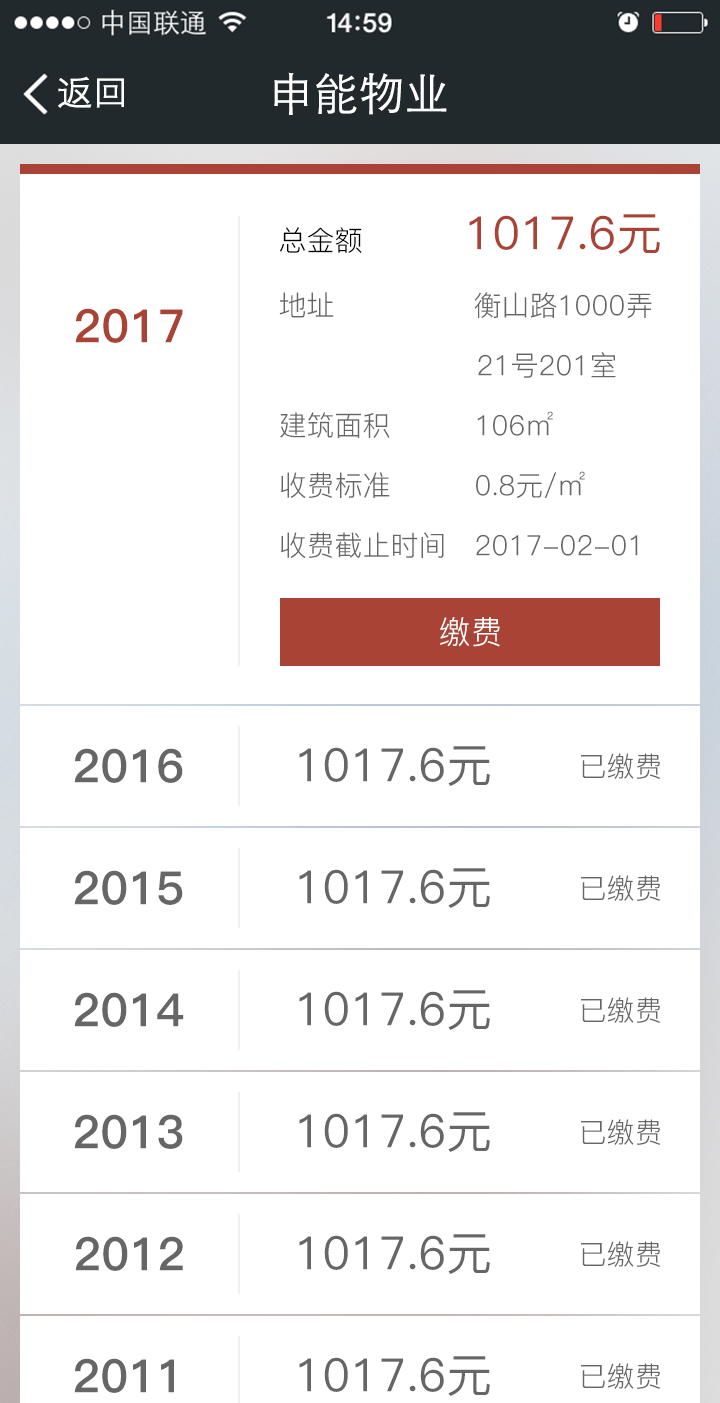 中国联通 14:59
返回 申能物业
总金额 1017.6元
2017
地址 衡山路1000弄
21号201室
建筑面积 106㎡
收费标准 0.8元/㎡
收费截止时间 2017-02-01
缴费
2016 1017.6元 已缴费
2015 1017.6元 已缴费
2014 1017.6元 已缴费
2013 1017.6元 已缴费
2012 1017.6元 已缴费
2011 1017.6元 已缴费